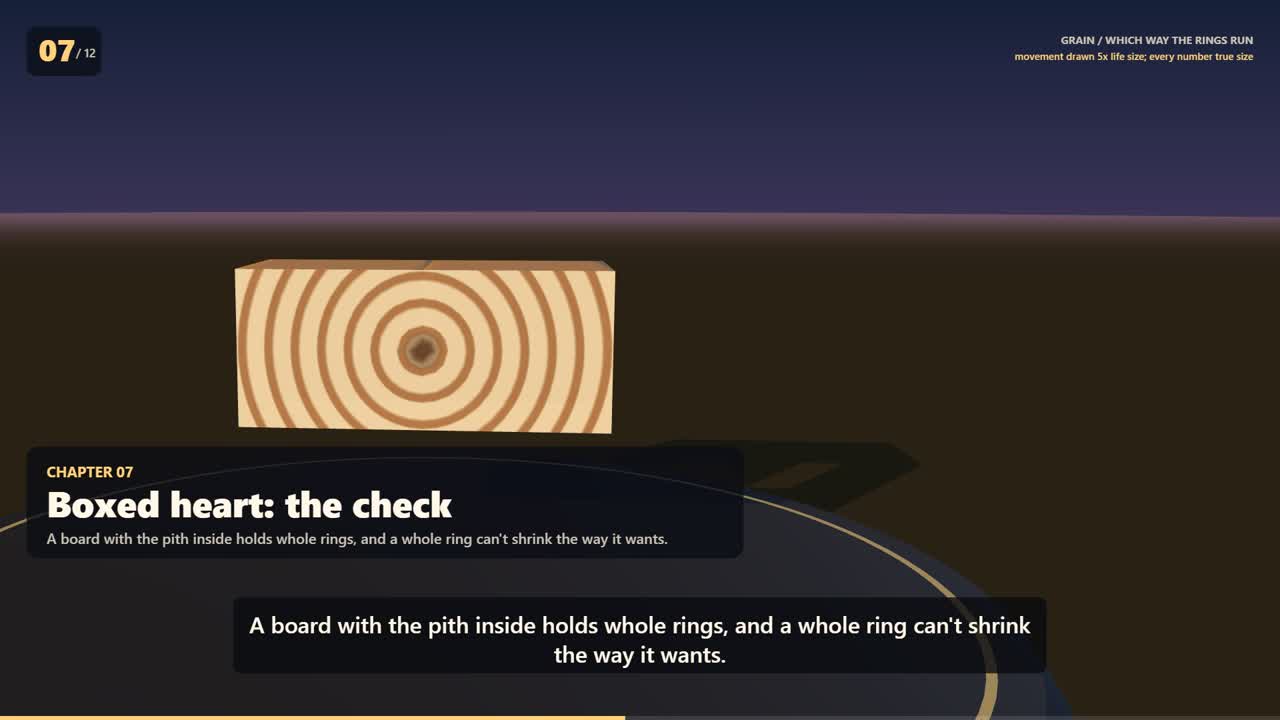 07 / 12
GRAIN / WHICH WAY THE RINGS RUN
movement drawn 5x life size; every number true size
CHAPTER 07
Boxed heart: the check
A board with the pith inside holds whole rings, and a whole ring can't shrink the way it wants.
A board with the pith inside holds whole rings, and a whole ring can't shrink
the way it wants.